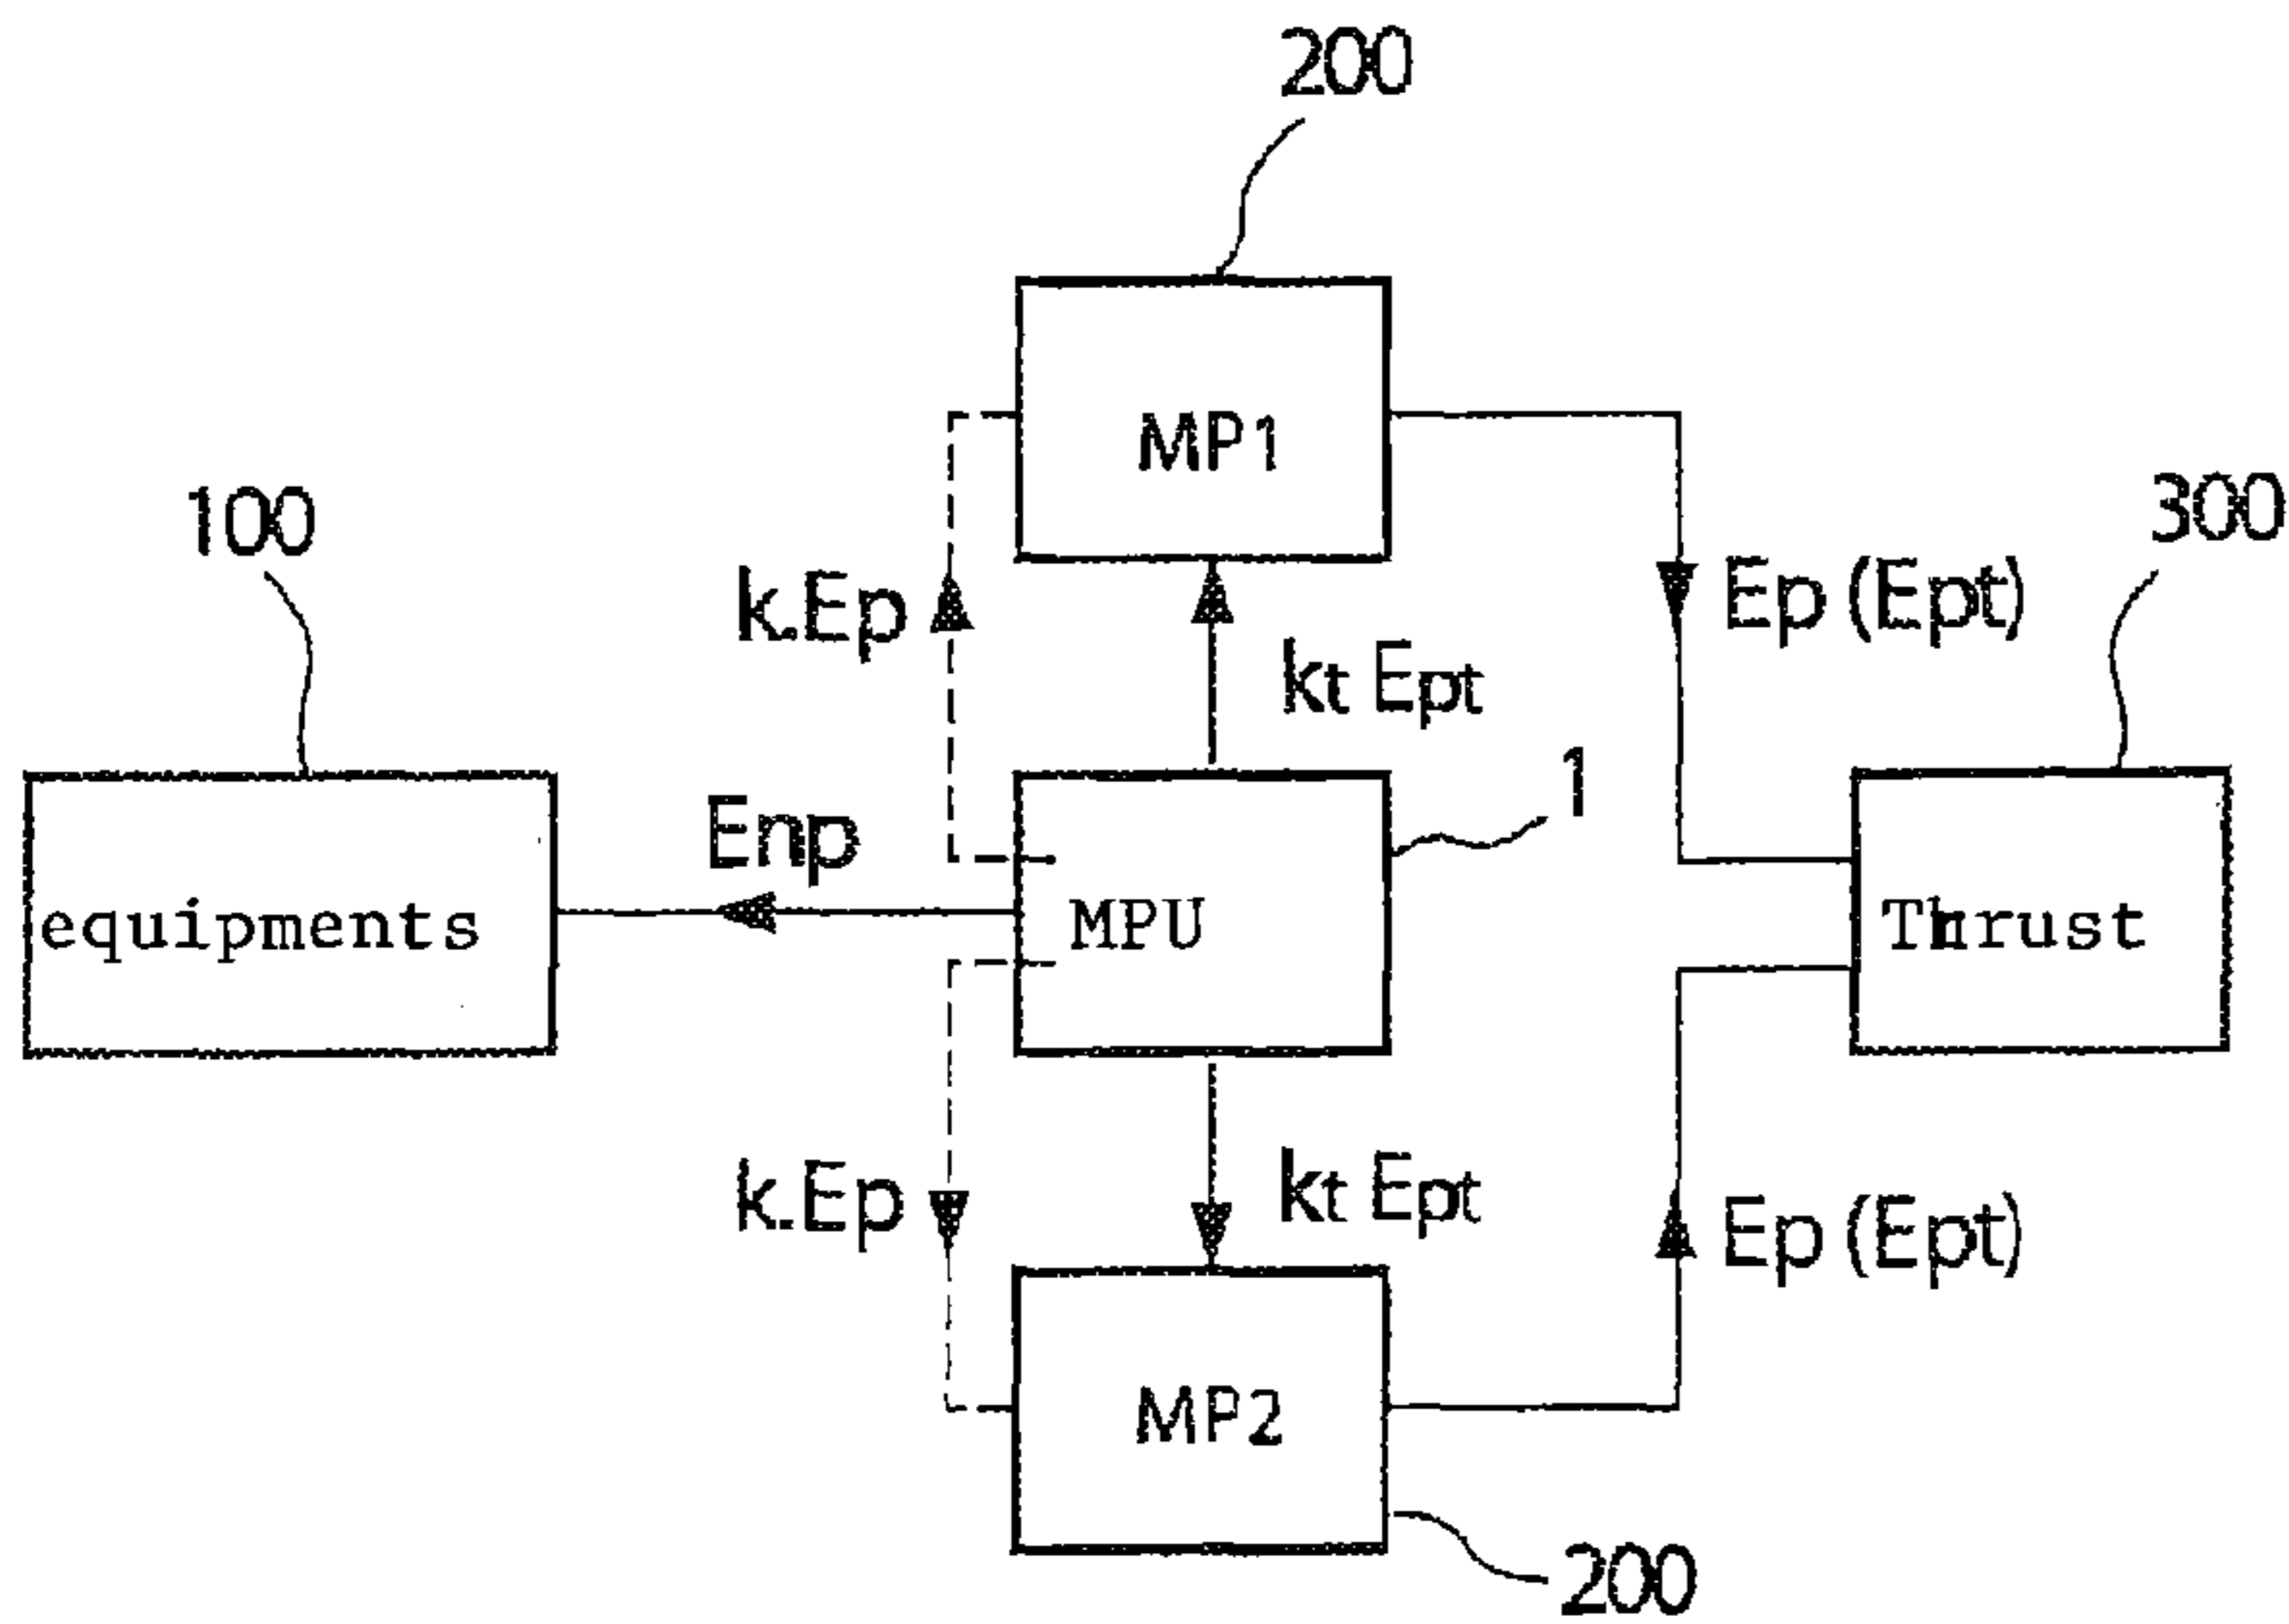 200
MP1
100
300
k.Ep
Ep (Ept)
kt Ept
1
Enp
equipments
MPU
Thrust
k.Ep
kt Ept
Ep (Ept)
MP2
200